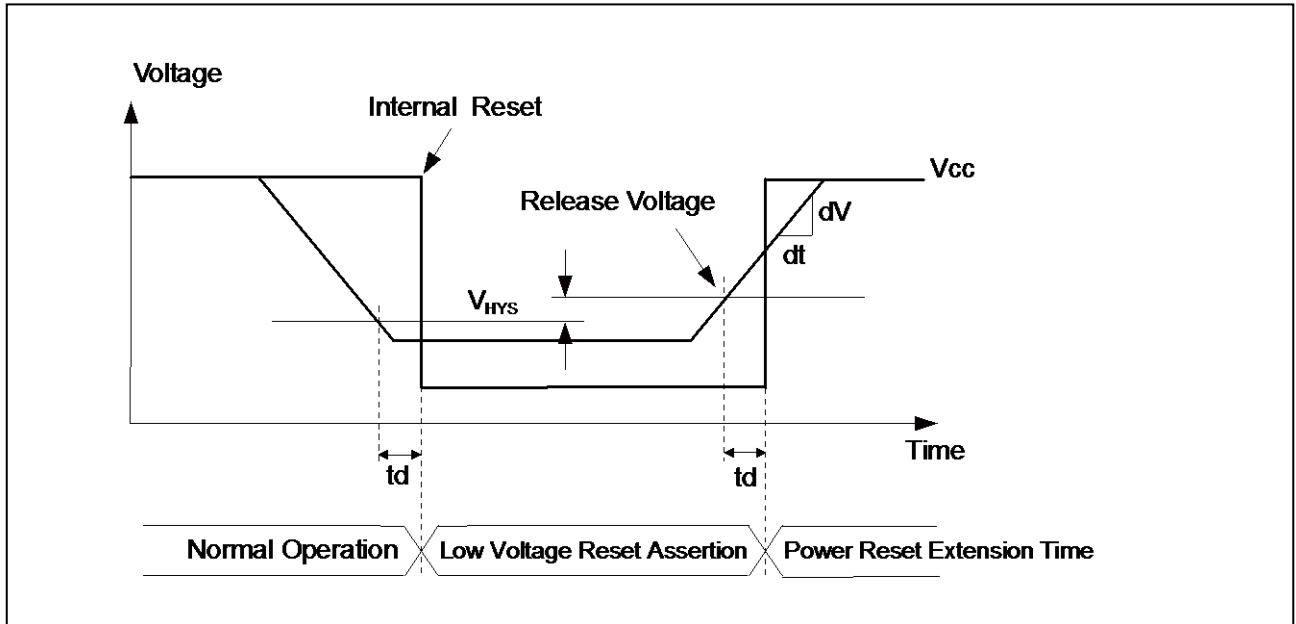 Voltage
Internal Reset
Vcc
Release Voltage
dV
dt
VHYS
Time
td
td
Normal Operation
Low Voltage Reset Assertion
Power Reset Extension Time